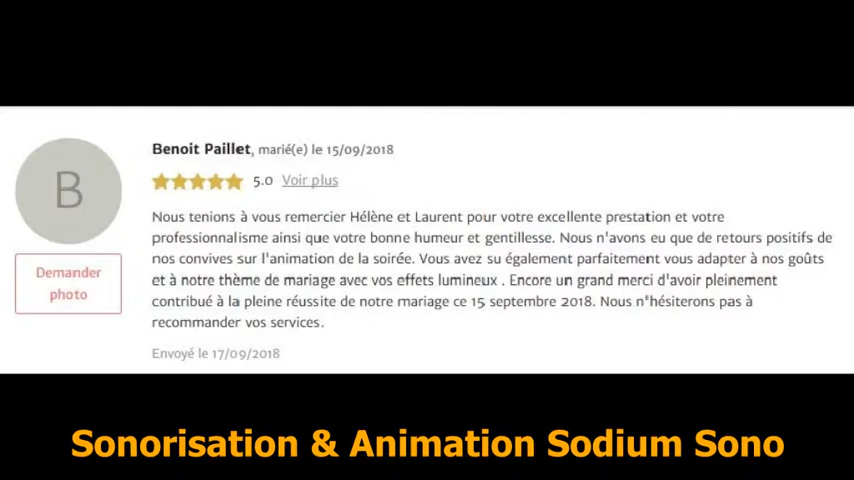 Benoit Paillet, marié(e) le 15/09/2018
5.0 Voir plus
Nous tenions à vous remercier Hélène et Laurent pour votre excellente prestation et votre
professionnalisme ainsi que votre bonne humeur et gentillesse. Nous n'avons eu que de retours positifs de
nos convives sur l'animation de la soirée. Vous avez su également parfaitement vous adapter à nos goûts
et à notre thème de mariage avec vos effets lumineux . Encore un grand merci d'avoir pleinement
contribué à la pleine réussite de notre mariage ce 15 septembre 2018. Nous n'hésiterons pas à
recommander vos services.
Envoyé le 17/09/2018
B
Demander
photo
Sonorisation & Animation Sodium Sono